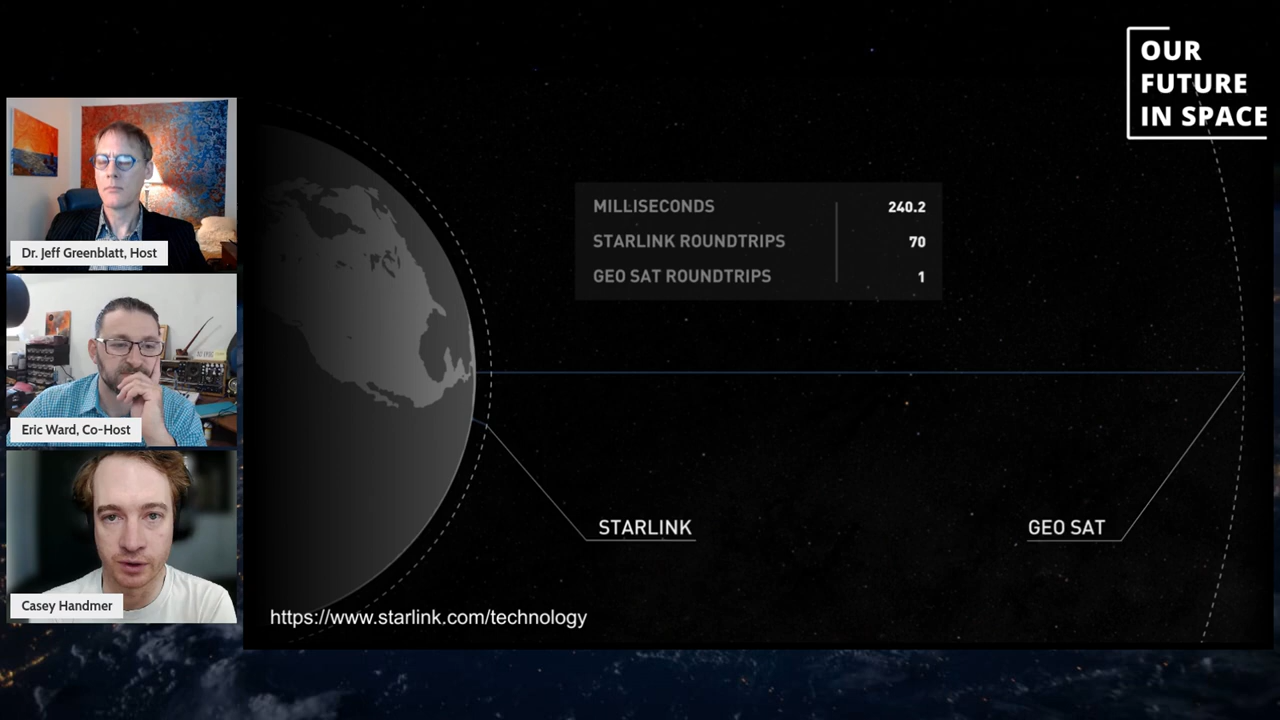 OUR
FUTURE
IN SPACE
Dr. Jeff Greenblatt, Host
Eric Ward, Co-Host
Casey Handmer
MILLISECONDS 240.2
STARLINK ROUNDTRIPS 70
GEO SAT ROUNDTRIPS 1
STARLINK
GEO SAT
https://www.starlink.com/technology